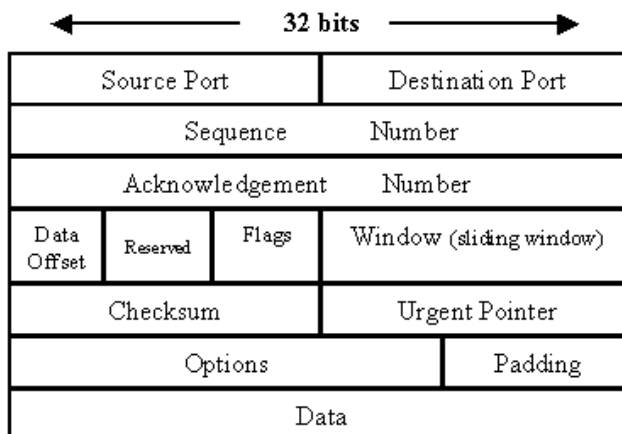 32 bits
Source Port Destination Port
Sequence Number
Acknowledgement Number
Data Offset Reserved Flags Window (sliding window)
Checksum Urgent Pointer
Options Padding
Data